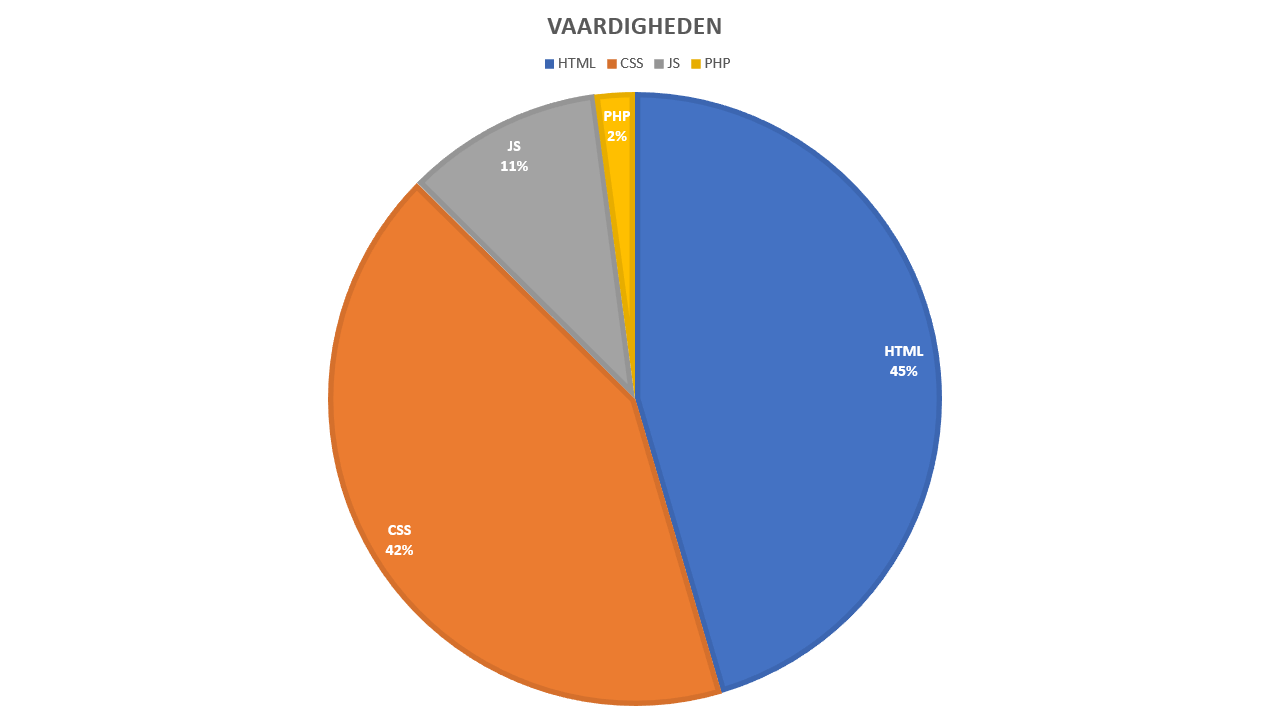 VAARDIGHEDEN
HTML CSS JS PHP
PHP
2%
JS
11%
HTML
45%
CSS
42%